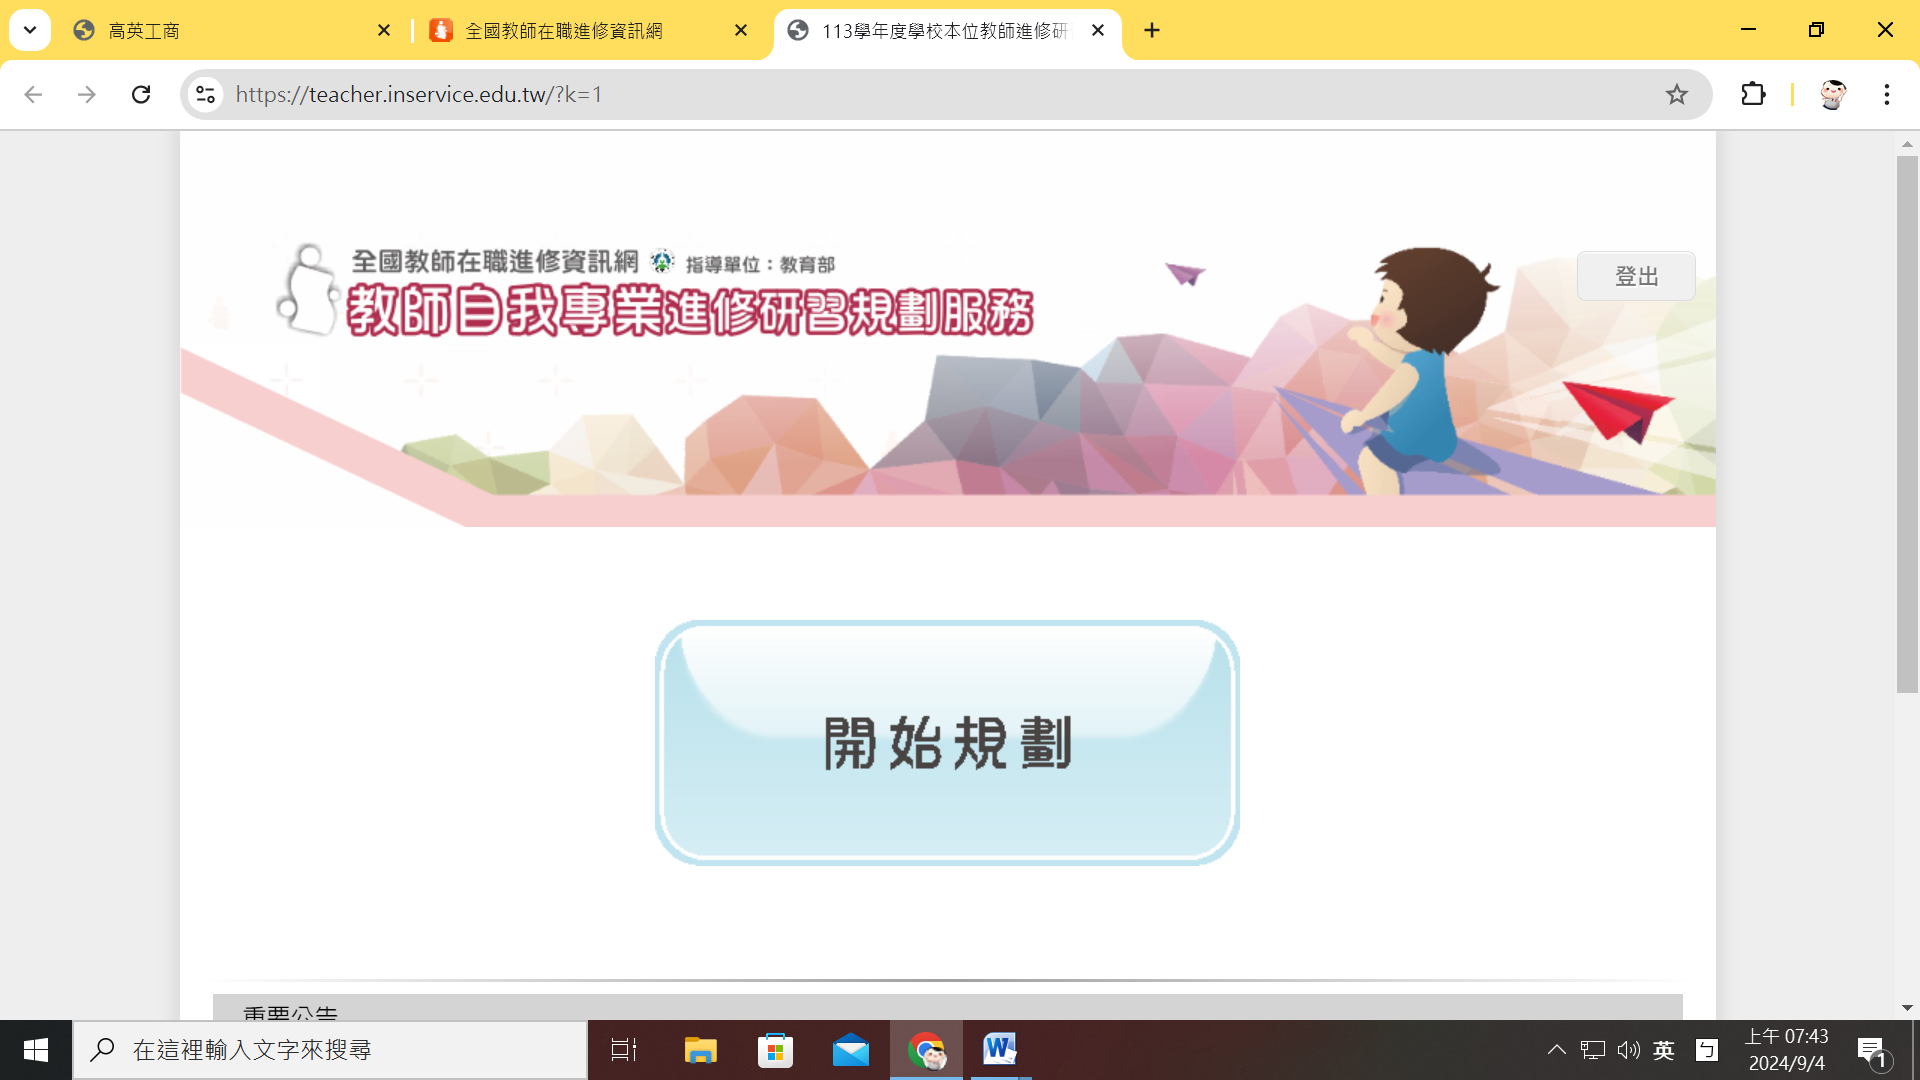 高英工商
全國教師在職進修資訊網
113學年度學校本位教師進修研
https://teacher.inservice.edu.tw/?k=1
全國教師在職進修資訊網 指導單位：教育部
教師自我專業進修研習規劃服務
登出
開始規劃
重要公告
在這裡輸入文字來搜尋
英
ㄅ
上午 07:43
2024/9/4
1